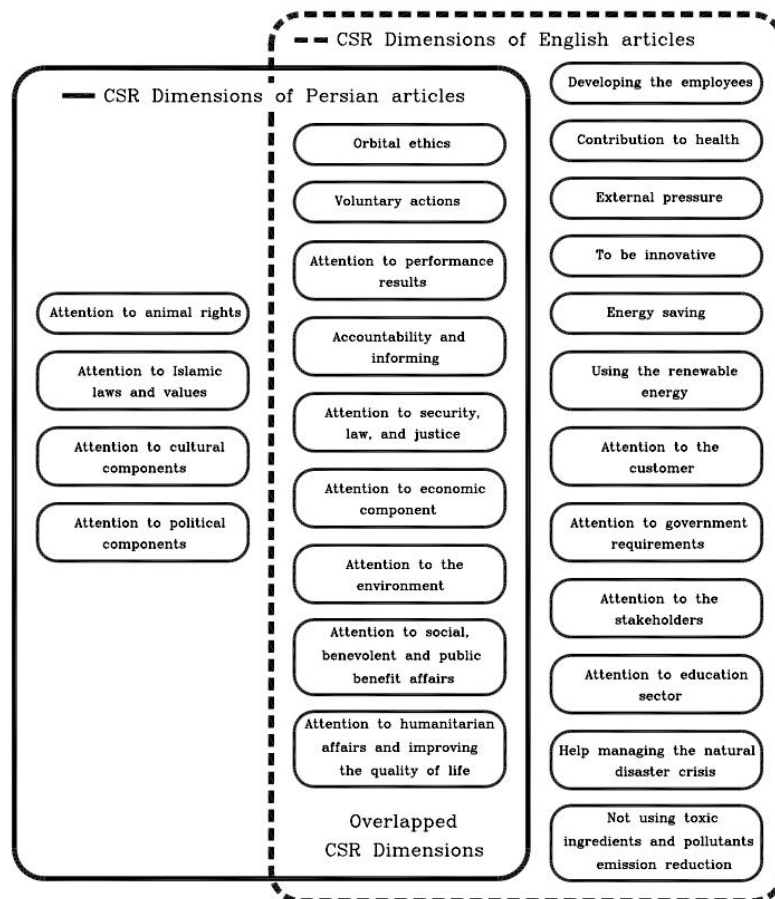 CSR Dimensions of English articles
CSR Dimensions of Persian articles
Attention to animal rights
Attention to Islamic
laws and values
Attention to cultural
components
Attention to political
components
Orbital ethics
Voluntary actions
Attention to performance
results
Accountability and
informing
Attention to security,
law, and justice
Attention to economic
component
Attention to the
environment
Attention to social,
benevolent and public
benefit affairs
Attention to humanitarian
affairs and improving
the quality of life
Overlapped
CSR Dimensions
Developing the employees
Contribution to health
External pressure
To be innovative
Energy saving
Using the renewable
energy
Attention to the
customer
Attention to government
requirements
Attention to the
stakeholders
Attention to education
sector
Help managing the natural
disaster crisis
Not using toxic
ingredients and pollutants
emission reduction